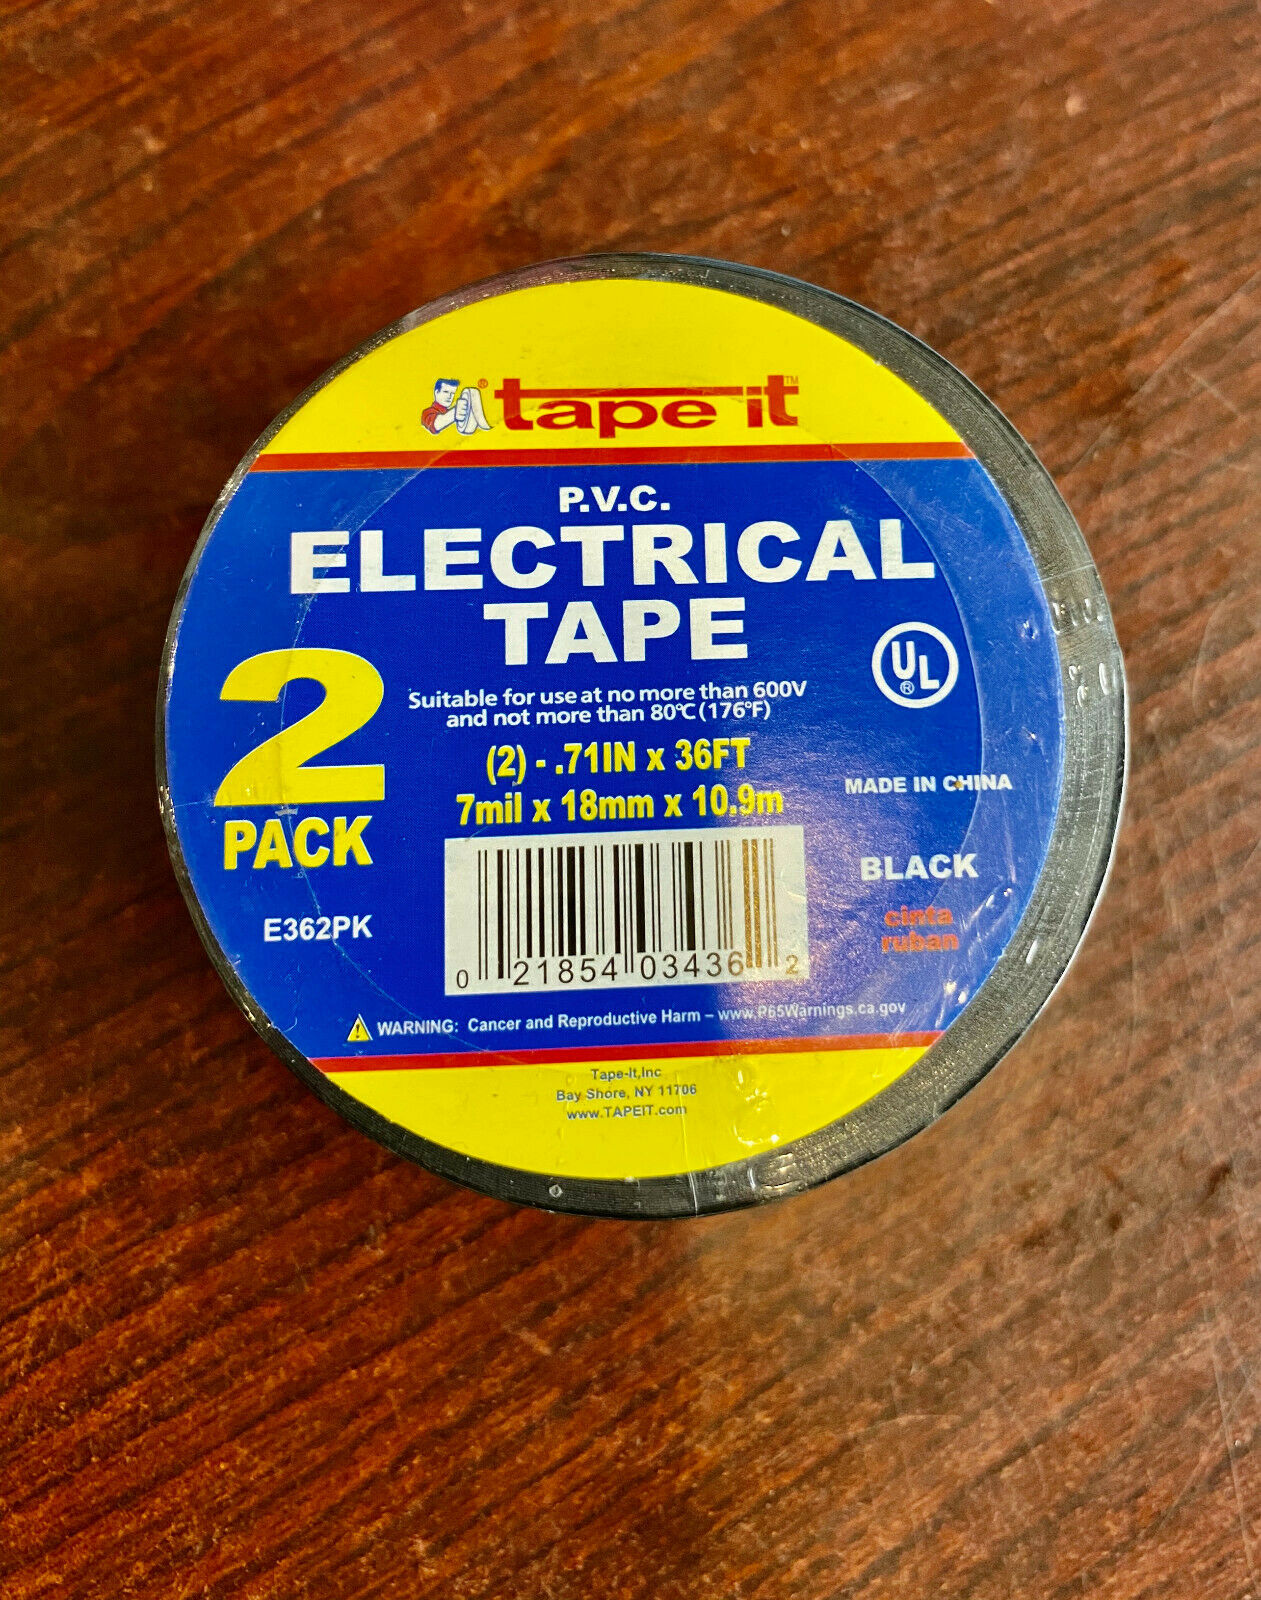 ® tape it ™
P.V.C.
ELECTRICAL
TAPE
2
PACK
Suitable for use at no more than 600V
and not more than 80°C (176°F)
(2) - .71IN x 36FT
7mil x 18mm x 10.9m
UL
®
MADE IN CHINA
BLACK
cinta
ruban
E362PK
0 21854 03436 2
WARNING: Cancer and Reproductive Harm – www.P65Warnings.ca.gov
Tape-It,Inc
Bay Shore, NY 11706
www.TAPEIT.com